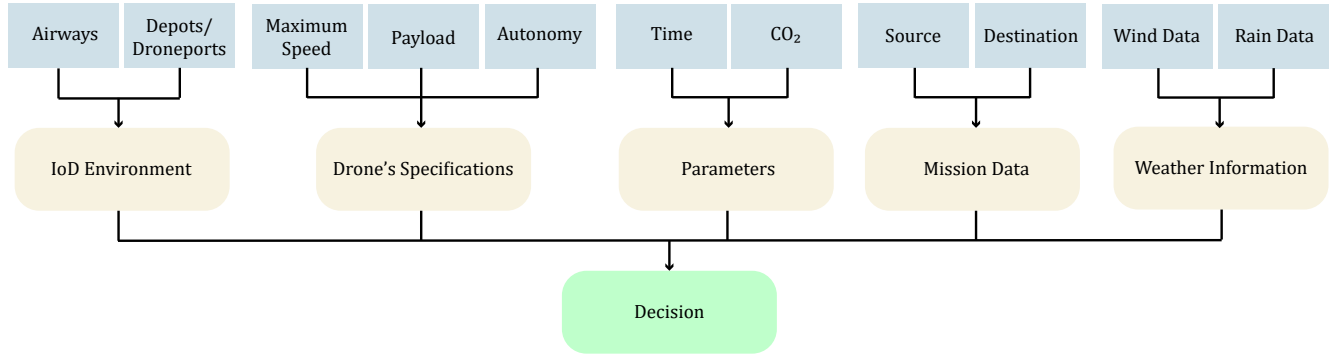 Airways
Depots/
Droneports
Maximum
Speed
Payload
Autonomy
Time
CO₂
Source
Destination
Wind Data
Rain Data
IoD Environment
Drone’s Specifications
Parameters
Mission Data
Weather Information
Decision